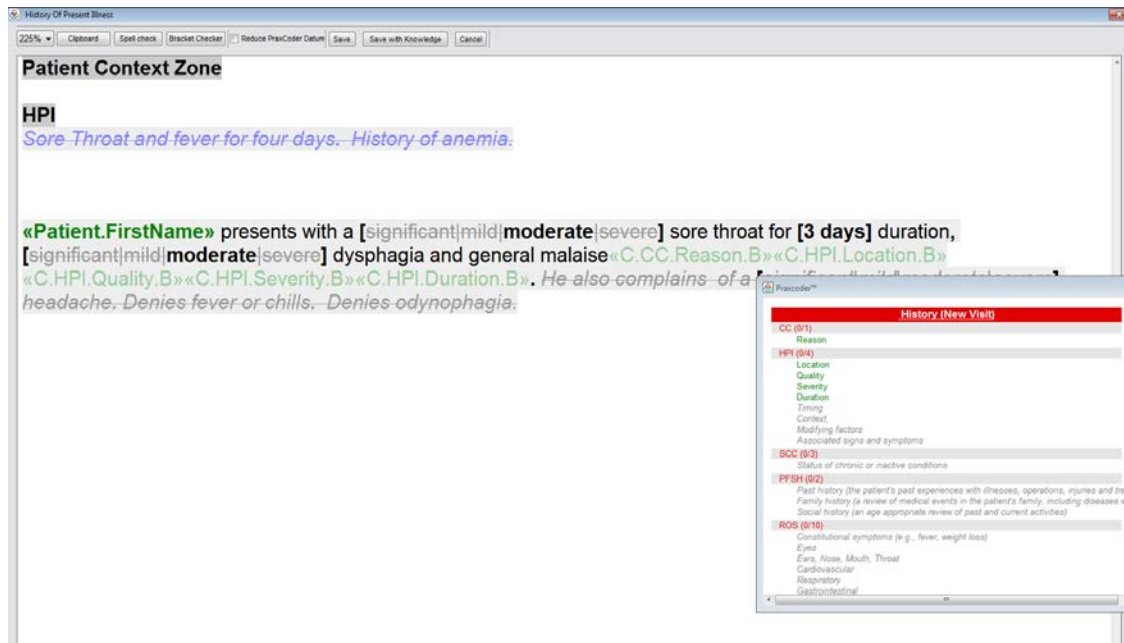 History Of Present Illness
225% Clipboard Spell check Bracket Checker Reduce PraxCoder Datum Save Save with Knowledge Cancel
Patient Context Zone
HPI
Sore Throat and fever for four days. History of anemia.
«Patient.FirstName» presents with a [significant|mild|moderate|severe] sore throat for [3 days] duration,
[significant|mild|moderate|severe] dysphagia and general malaise«C.CC.Reason.B»«C.HPI.Location.B»
«C.HPI.Quality.B»«C.HPI.Severity.B»«C.HPI.Duration.B». He also complains of a
headache. Denies fever or chills. Denies odynophagia.
Praxcoder™
History (New Visit)
CC (0/1)
Reason
HPI (0/4)
Location
Quality
Severity
Duration
Timing
Context,
Modifying factors
Associated signs and symptoms
SCC (0/3)
Status of chronic or inactive conditions
PFSH (0/2)
Past history (the patient's past experiences with illnesses, operations, injuries and
Family history (a review of medical events in the patient's family, including diseases
Social history (an age appropriate review of past and current activities)
ROS (0/10)
Constitutional symptoms (e.g., fever, weight loss)
Eyes
Ears, Nose, Mouth, Throat
Cardiovascular
Respiratory
Gastrointestinal